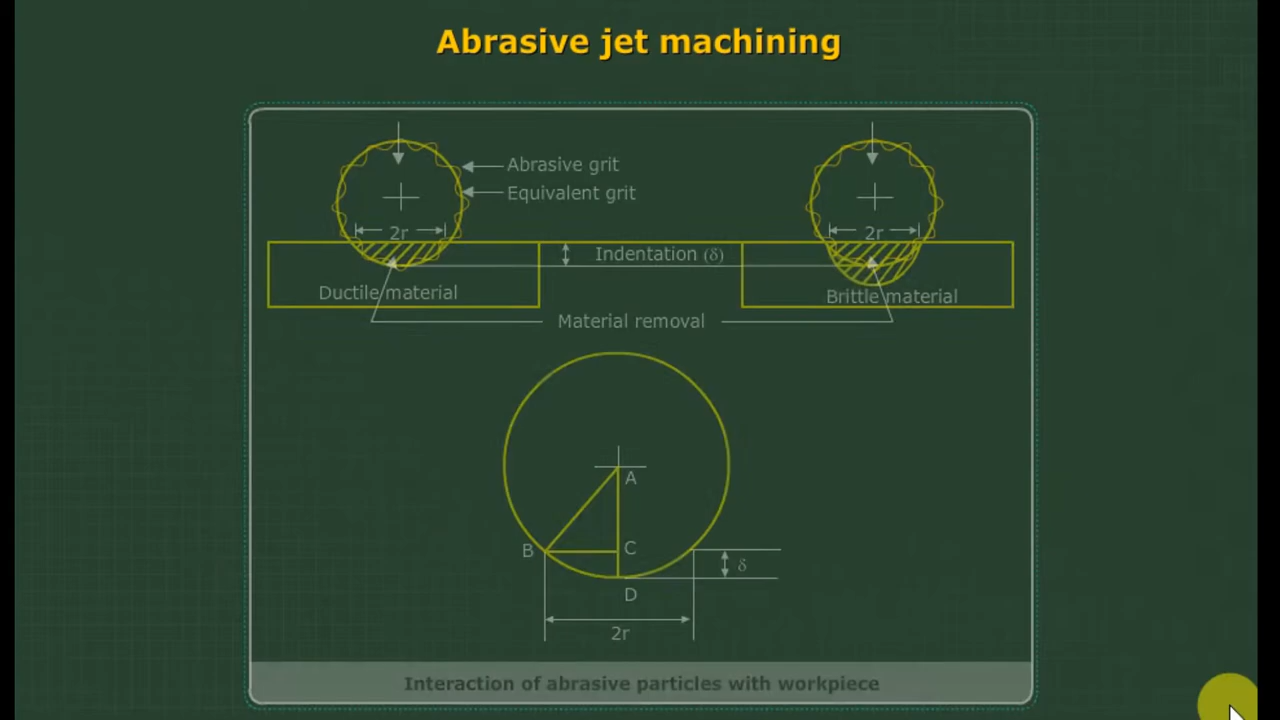 Abrasive jet machining
Abrasive grit
Equivalent grit
2r
2r
Indentation (δ)
Ductile material
Brittle material
Material removal
A
B
C
δ
D
2r
Interaction of abrasive particles with workpiece